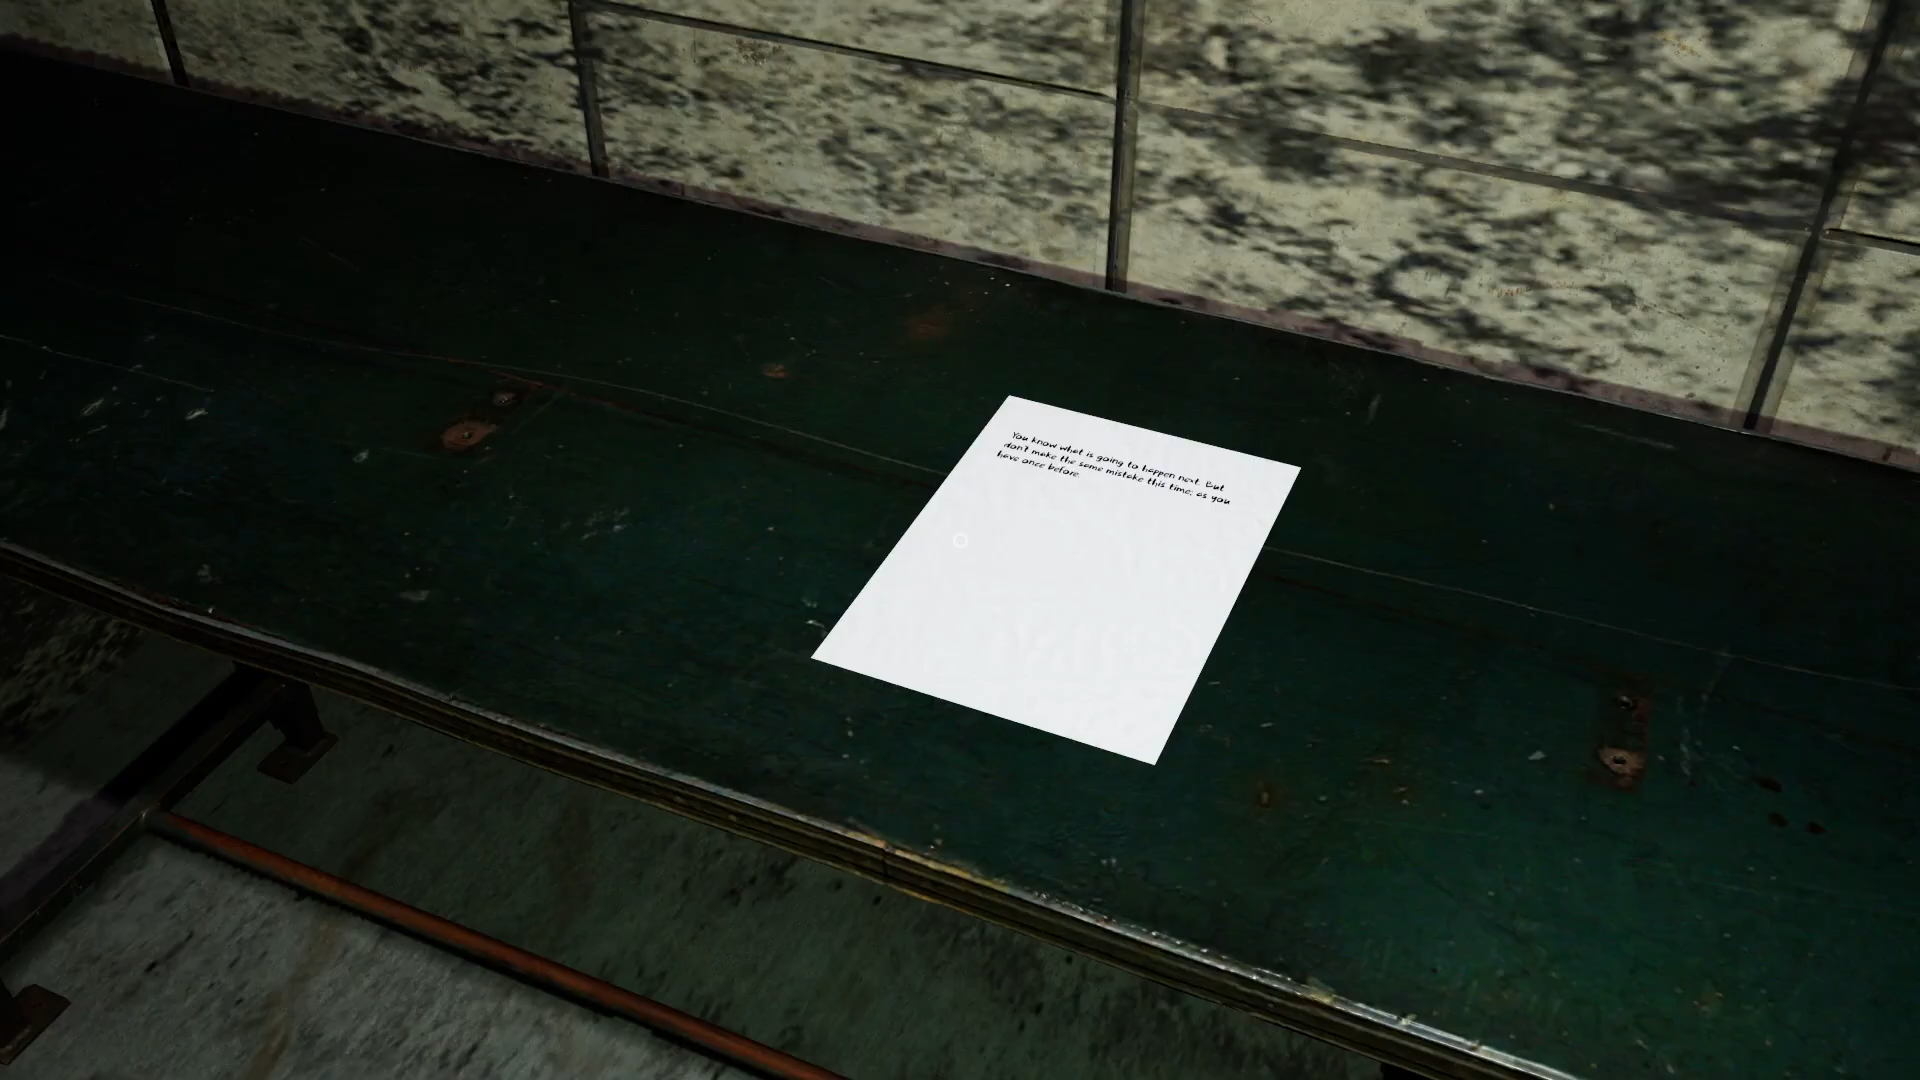 You know what is going to happen next. But
don't make the same mistake this time; as you
have once before.